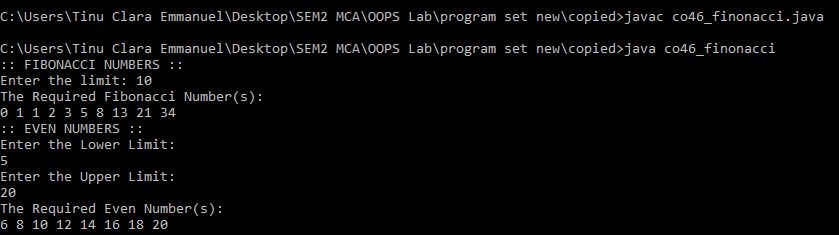 C:\Users\Tinu Clara Emmanuel\Desktop\SEM2 MCA\OOPS Lab\program set new\copied>javac co46_finonacci.java
C:\Users\Tinu Clara Emmanuel\Desktop\SEM2 MCA\OOPS Lab\program set new\copied>java co46_finonacci
:: FIBONACCI NUMBERS ::
Enter the limit: 10
The Required Fibonacci Number(s):
0 1 1 2 3 5 8 13 21 34
:: EVEN NUMBERS ::
Enter the Lower Limit:
5
Enter the Upper Limit:
20
The Required Even Number(s):
6 8 10 12 14 16 18 20